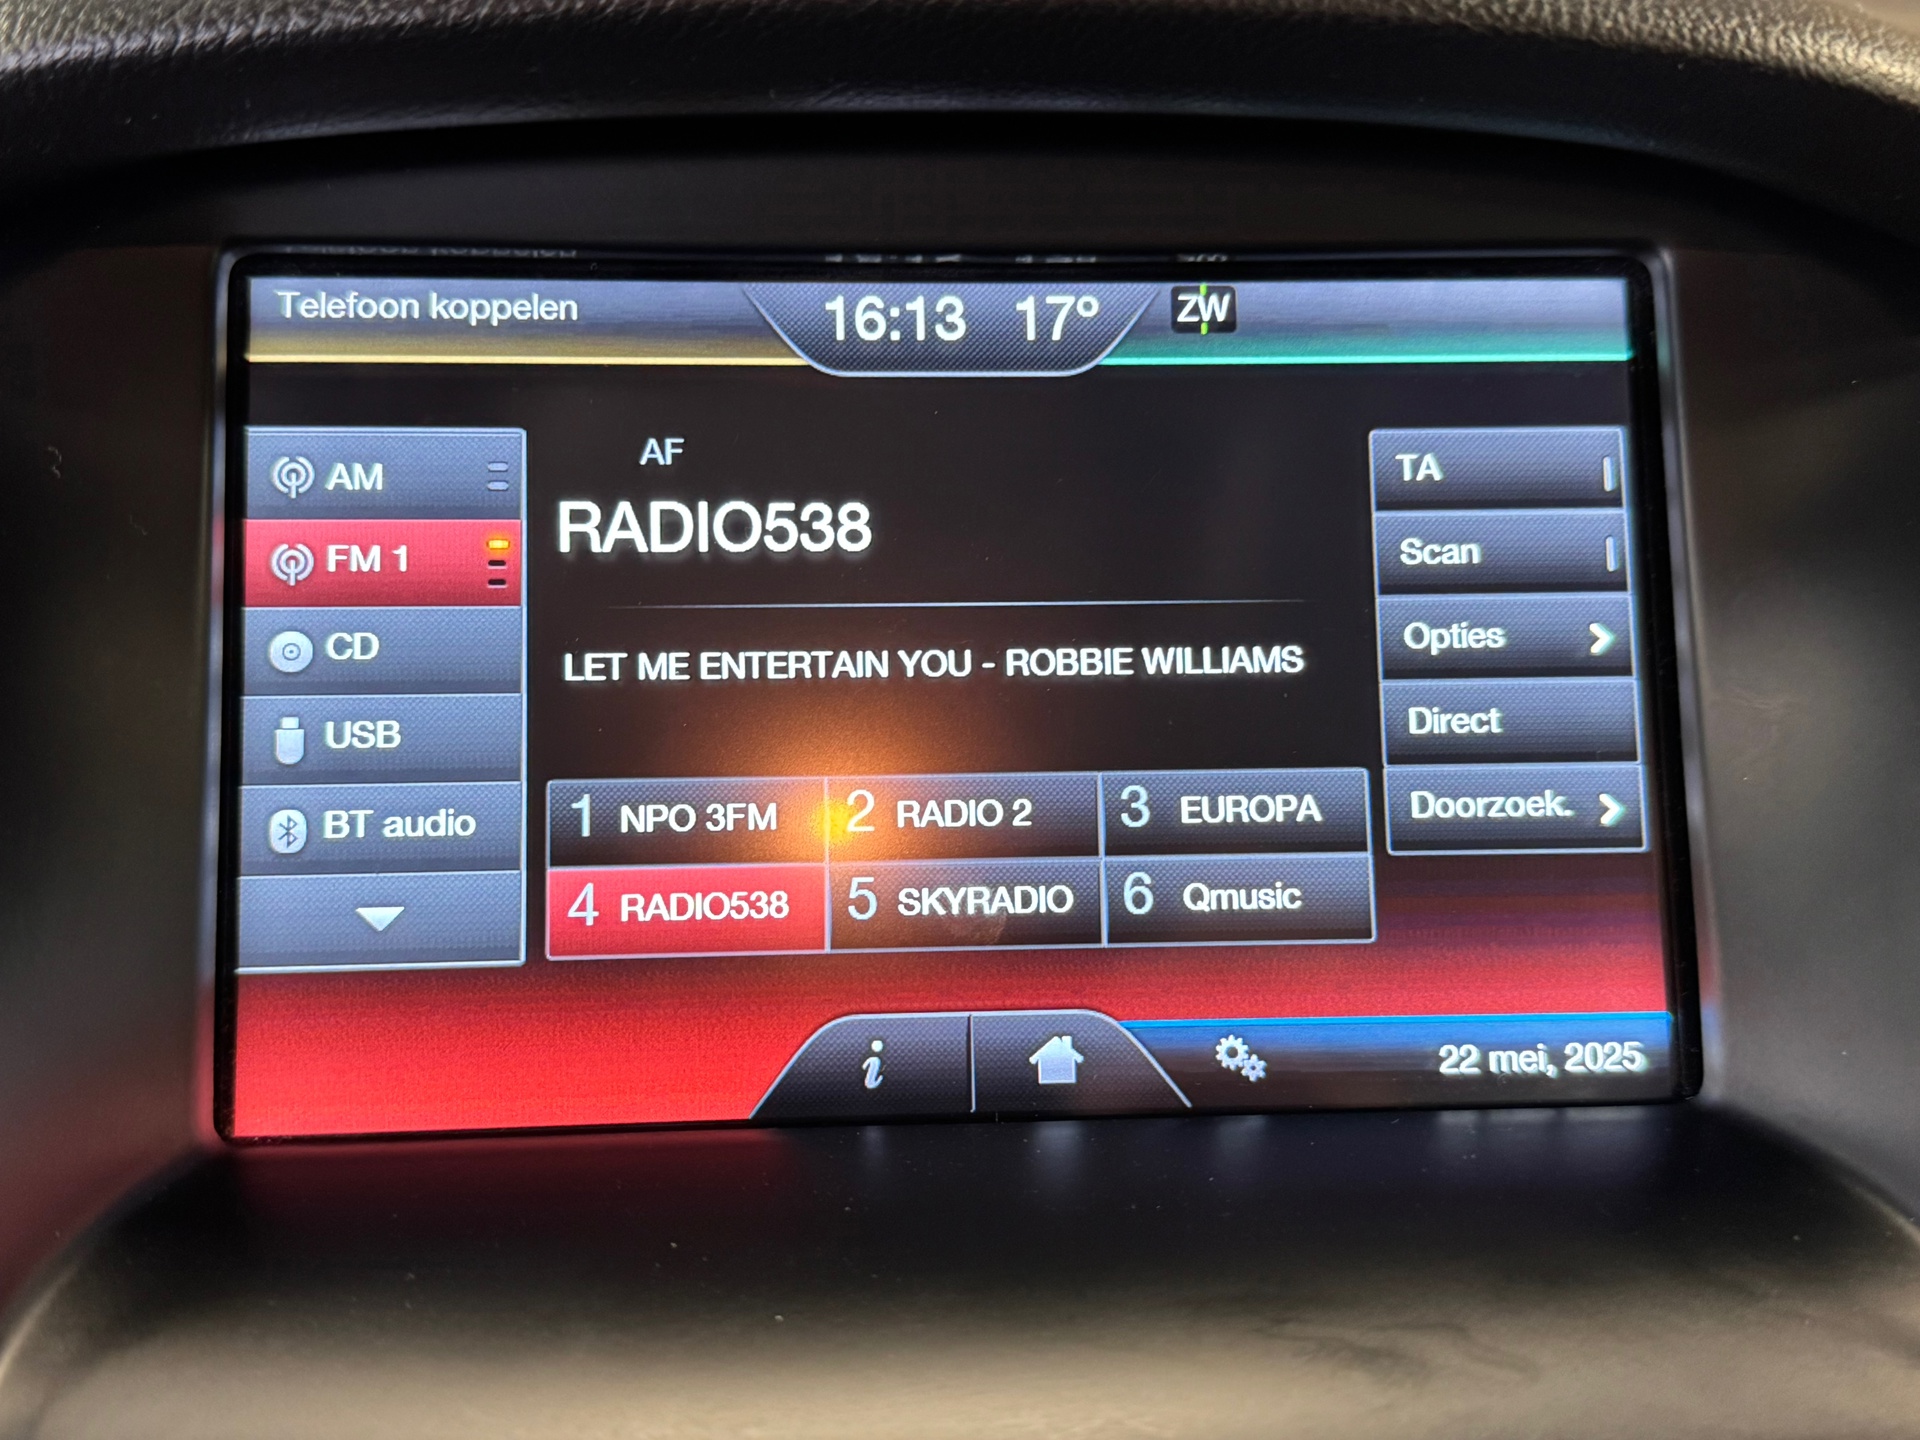 Telefoon koppelen 16:13 17º ZW
AM
FM 1
CD
USB
BT audio
AF
RADIO538
LET ME ENTERTAIN YOU - ROBBIE WILLIAMS
1 NPO 3FM 2 RADIO 2 3 EUROPA
4 RADIO538 5 SKYRADIO 6 Qmusic
TA
Scan
Opties
Direct
Doorzoek.
i 22 mei, 2025